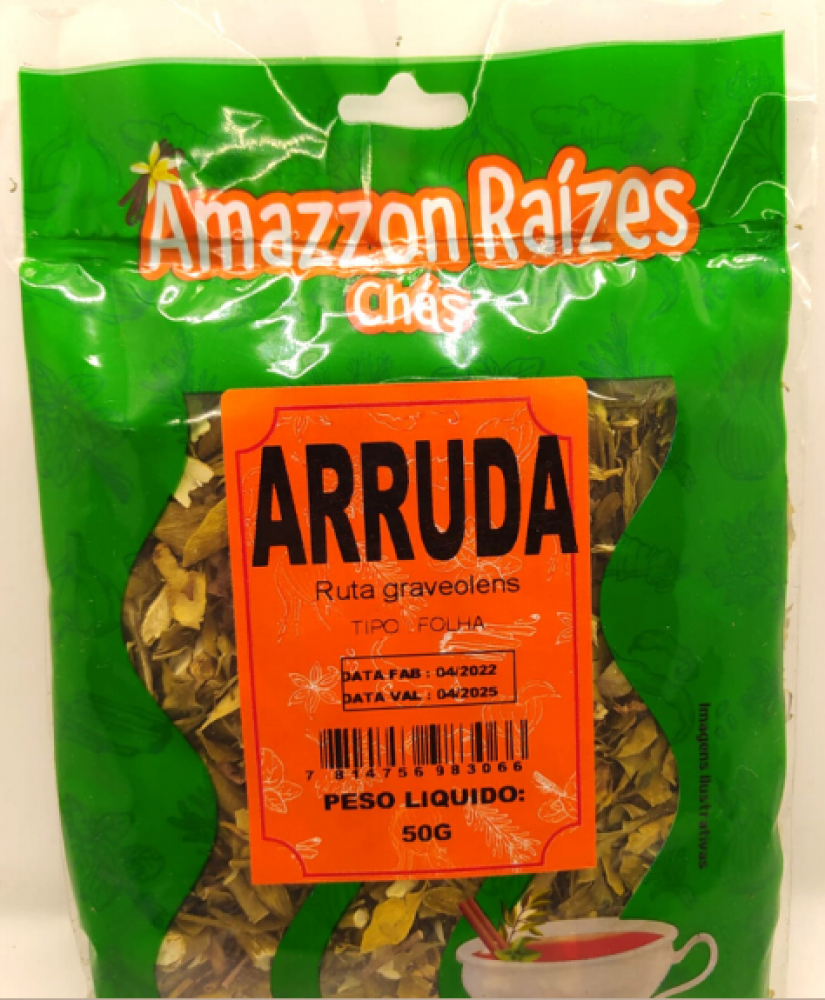 Amazzon Raízes
Chás
ARRUDA
Ruta graveolens
TIPO : FOLHA
DATA FAB : 04/2022
DATA VAL : 04/2025
7 814756 983066
PESO LIQUIDO:
50G
Imagens Ilustrativas